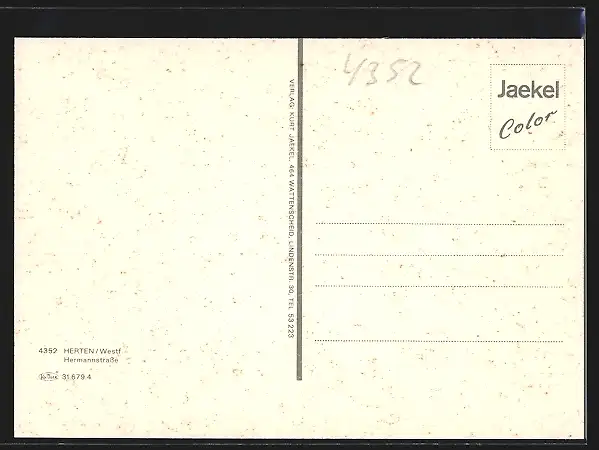 4352 HERTEN/Westf
Hermannstraße
31 679 4
VERLAG: KURT JAEKEL, 464 WATTENSCHEID, LINDENSTR. 90, TEL. 53 223
4352
Jaekel
Color